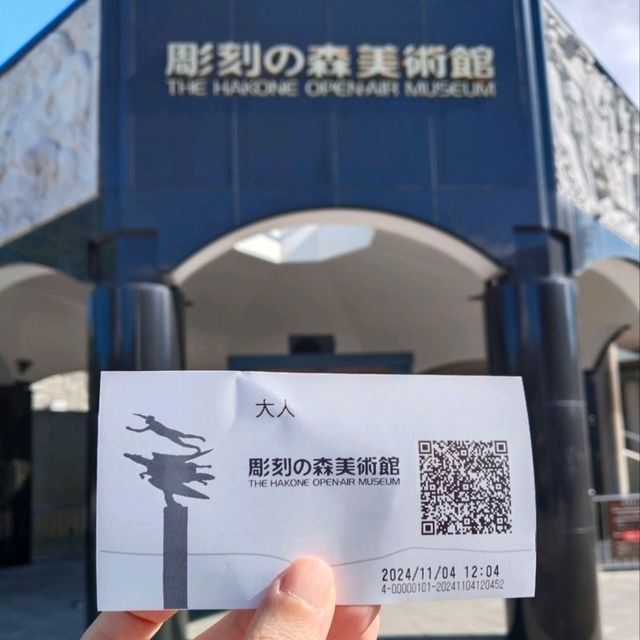 彫刻の森美術館
THE HAKONE OPEN-AIR MUSEUM
大人
彫刻の森美術館
THE HAKONE OPEN-AIR MUSEUM
2024/11/04 12:04
4-00000101-20241104120452